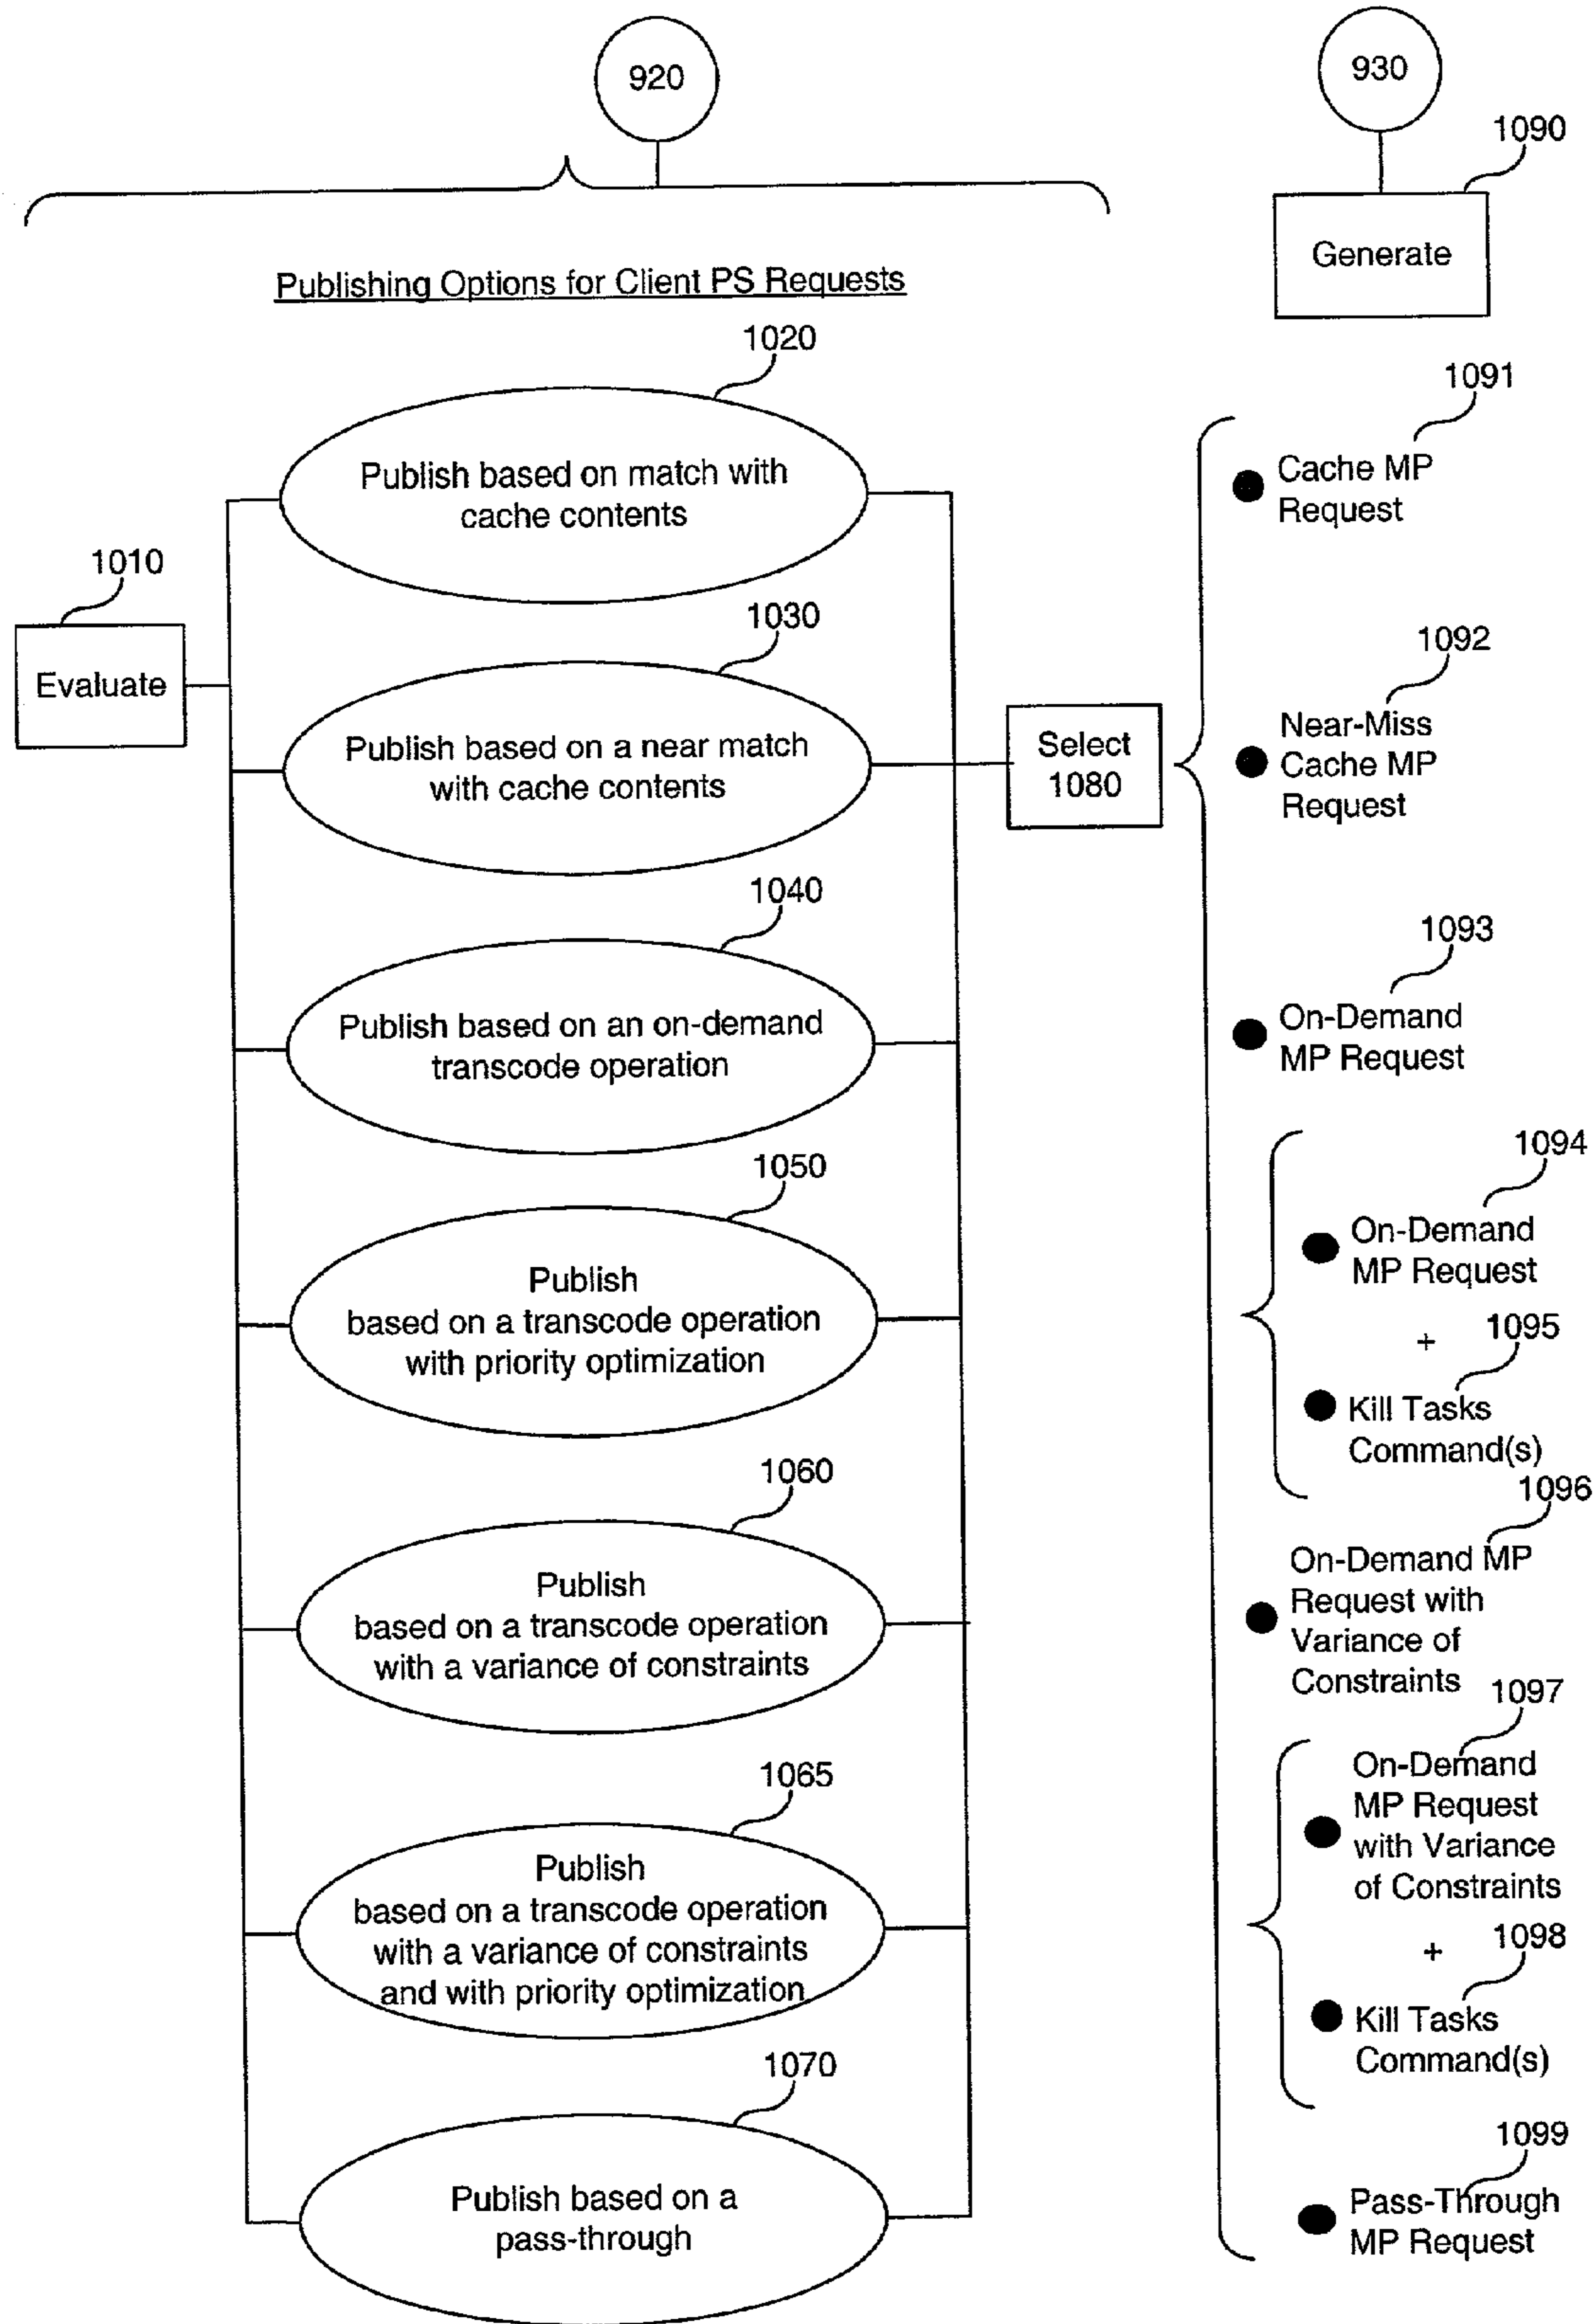 920
930
1090
Generate
Publishing Options for Client PS Requests
1020
Publish based on match with
cache contents
1010
Evaluate
1030
Publish based on a near match
with cache contents
1040
Publish based on an on-demand
transcode operation
1050
Publish
based on a transcode operation
with priority optimization
1060
Publish
based on a transcode operation
with a variance of constraints
1065
Publish
based on a transcode operation
with a variance of constraints
and with priority optimization
1070
Publish based on a
pass-through
Select
1080
1091
Cache MP
Request
1092
Near-Miss
Cache MP
Request
1093
On-Demand
MP Request
1094
On-Demand
MP Request
+
1095
Kill Tasks
Command(s)
1096
On-Demand MP
Request with
Variance of
Constraints
1097
On-Demand
MP Request
with Variance
of Constraints
+
1098
Kill Tasks
Command(s)
1099
Pass-Through
MP Request